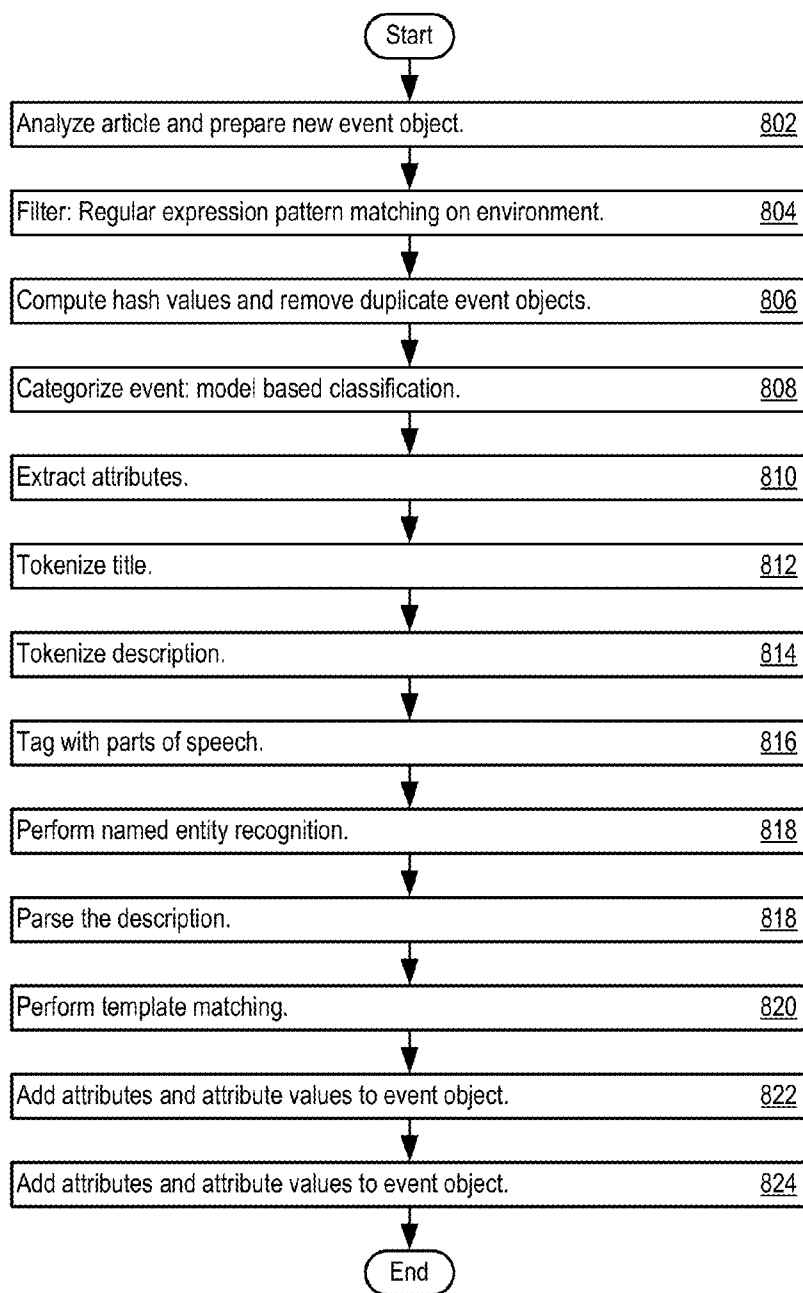 Start
Analyze article and prepare new event object. 802
Filter: Regular expression pattern matching on environment. 804
Compute hash values and remove duplicate event objects. 806
Categorize event: model based classification. 808
Extract attributes. 810
Tokenize title. 812
Tokenize description. 814
Tag with parts of speech. 816
Perform named entity recognition. 818
Parse the description. 818
Perform template matching. 820
Add attributes and attribute values to event object. 822
Add attributes and attribute values to event object. 824
End